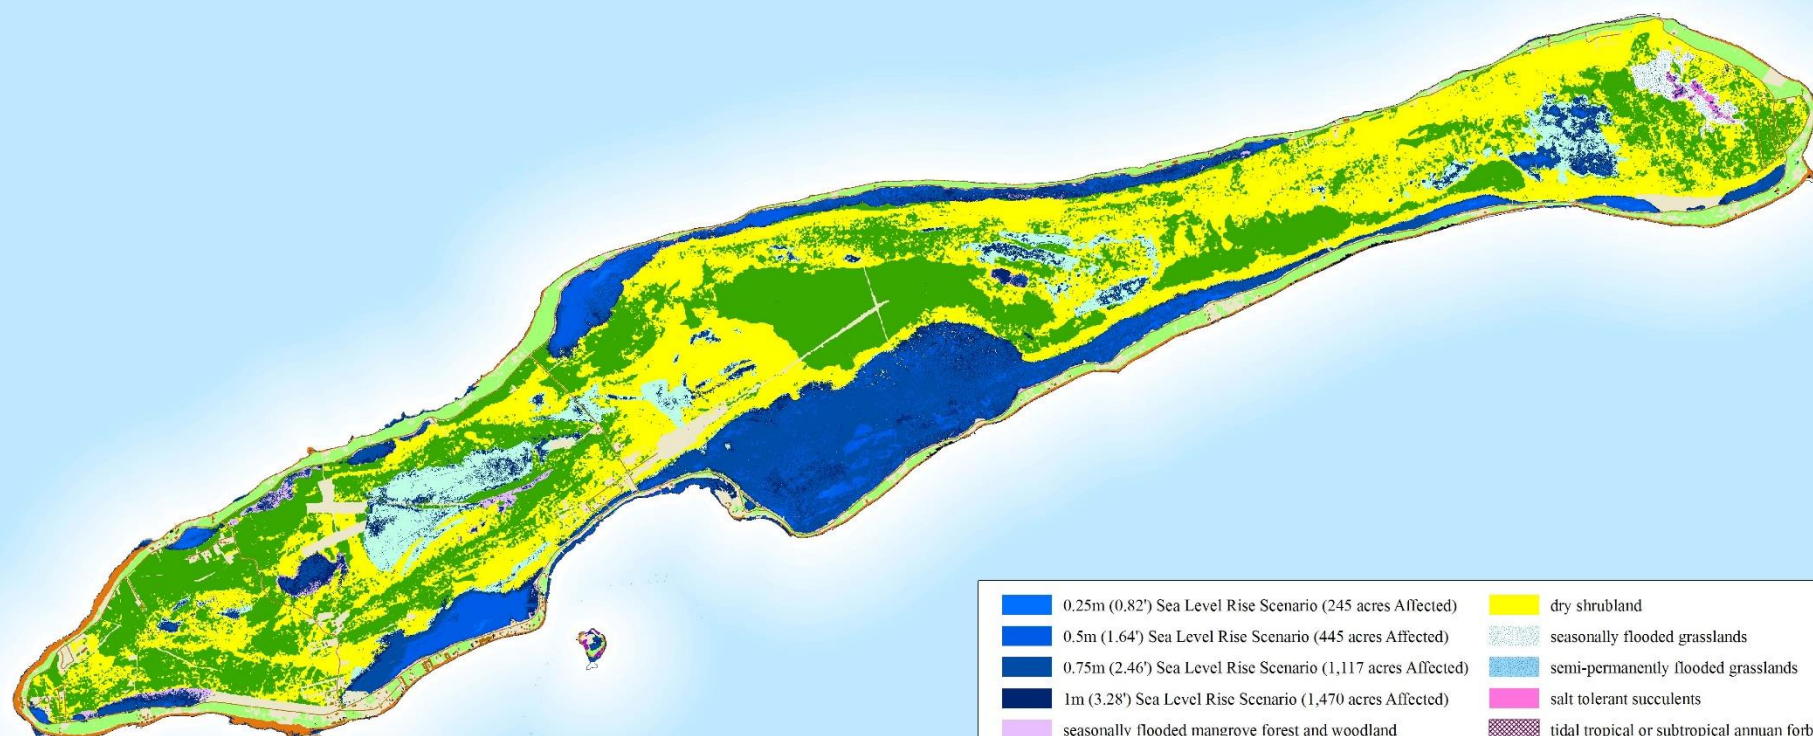 0.25m (0.82') Sea Level Rise Scenario (245 acres Affected)
0.5m (1.64') Sea Level Rise Scenario (445 acres Affected)
0.75m (2.46') Sea Level Rise Scenario (1,117 acres Affected)
1m (3.28') Sea Level Rise Scenario (1,470 acres Affected)
seasonally flooded mangrove forest and woodland
dry shrubland
seasonally flooded grasslands
semi-permanently flooded grasslands
salt tolerant succulents
tidal tropical or subtropical annuan forb